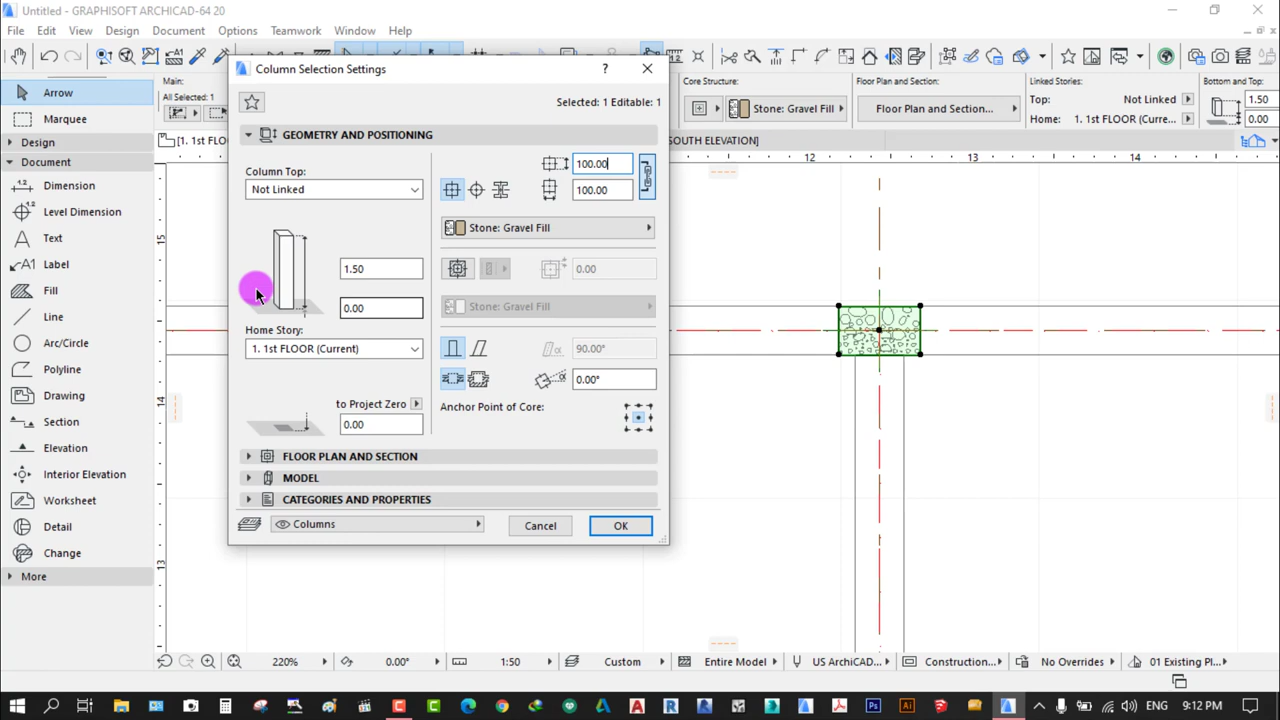 Untitled - GRAPHISOFT ARCHICAD-64 20
File Edit View Design Document Options Teamwork Window Help
Main:
All Selected: 1
Core Structure:
Stone: Gravel Fill
Floor Plan and Section:
Floor Plan and Section...
Linked Stories:
Top: Not Linked
Home: 1. 1st FLOOR (Curre...
Bottom and Top:
1.50
0.00
[1. 1st FLO
SOUTH ELEVATION]
Arrow
Marquee
Design
Document
Dimension
Level Dimension
Text
Label
Fill
Line
Arc/Circle
Polyline
Drawing
Section
Elevation
Interior Elevation
Worksheet
Detail
Change
More
Column Selection Settings
?
Selected: 1 Editable: 1
GEOMETRY AND POSITIONING
Column Top:
Not Linked
1.50
0.00
Home Story:
1. 1st FLOOR (Current)
to Project Zero
0.00
100.00
100.00
Stone: Gravel Fill
0.00
Stone: Gravel Fill
α 90.00°
0.00°
Anchor Point of Core:
FLOOR PLAN AND SECTION
MODEL
CATEGORIES AND PROPERTIES
Columns
Cancel
OK
12 13 14
15
14
13
220% 0.00° 1:50 Custom Entire Model US ArchiCAD... Construction... No Overrides 01 Existing Pl...
ENG 9:12 PM